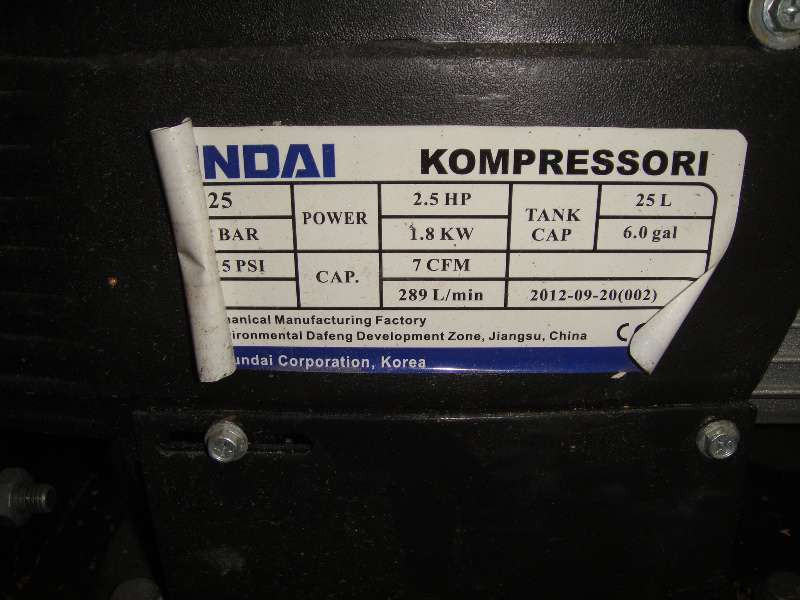 NDAI KOMPRESSORI
25 POWER 2.5 HP TANK CAP 25 L
BAR 1.8 KW 6.0 gal
5 PSI CAP. 7 CFM
289 L/min 2012-09-20(002)
hanical Manufacturing Factory
ironmental Dafeng Development Zone, Jiangsu, China
undai Corporation, Korea